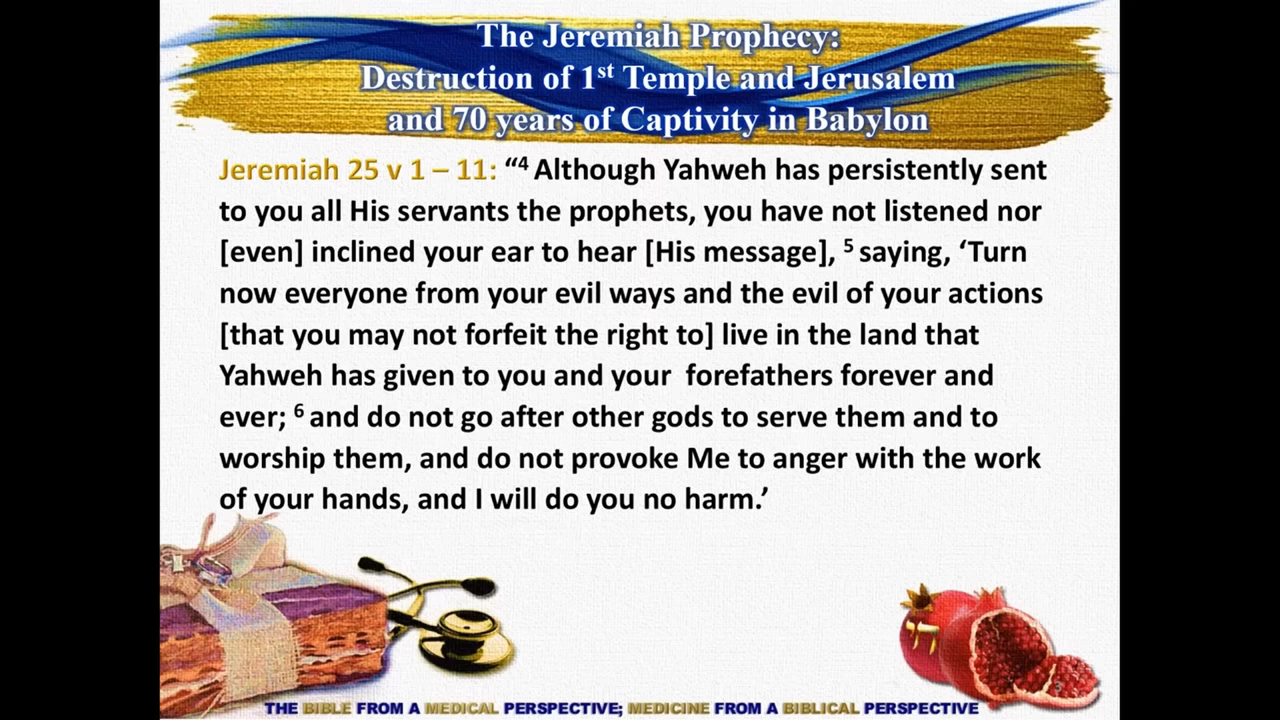 The Jeremiah Prophecy:
Destruction of 1st Temple and Jerusalem
and 70 years of Captivity in Babylon
Jeremiah 25 v 1 – 11: “4 Although Yahweh has persistently sent
to you all His servants the prophets, you have not listened nor
[even] inclined your ear to hear [His message], 5 saying, ‘Turn
now everyone from your evil ways and the evil of your actions
[that you may not forfeit the right to] live in the land that
Yahweh has given to you and your  forefathers forever and
ever; 6 and do not go after other gods to serve them and to
worship them, and do not provoke Me to anger with the work
of your hands, and I will do you no harm.’
THE BIBLE FROM A MEDICAL PERSPECTIVE; MEDICINE FROM A BIBLICAL PERSPECTIVE